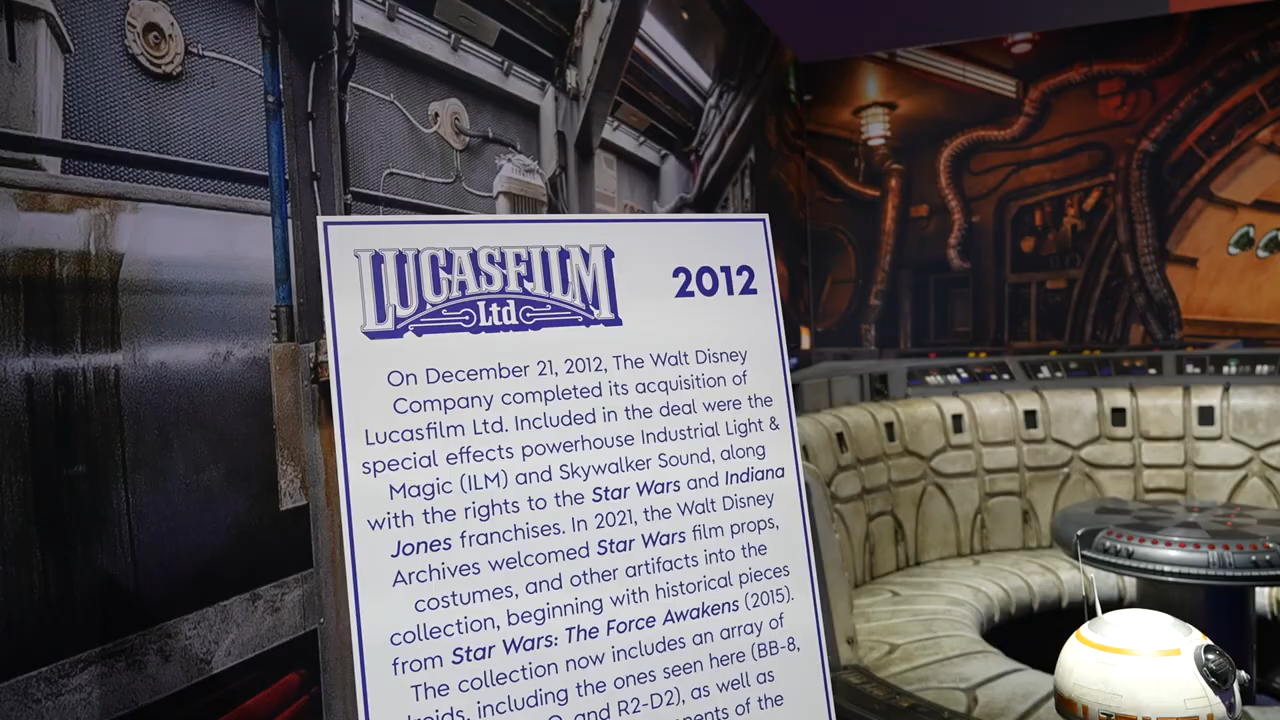 LUCASFILM
Ltd
2012
On December 21, 2012, The Walt Disney
Company completed its acquisition of
Lucasfilm Ltd. Included in the deal were the
special effects powerhouse Industrial Light &
Magic (ILM) and Skywalker Sound, along
with the rights to the Star Wars and Indiana
Jones franchises. In 2021, the Walt Disney
Archives welcomed Star Wars film props,
costumes, and other artifacts into the
collection, beginning with historical pieces
from Star Wars: The Force Awakens (2015).
The collection now includes an array of
including the ones seen here (BB-8,
and R2-D2), as well as
of the